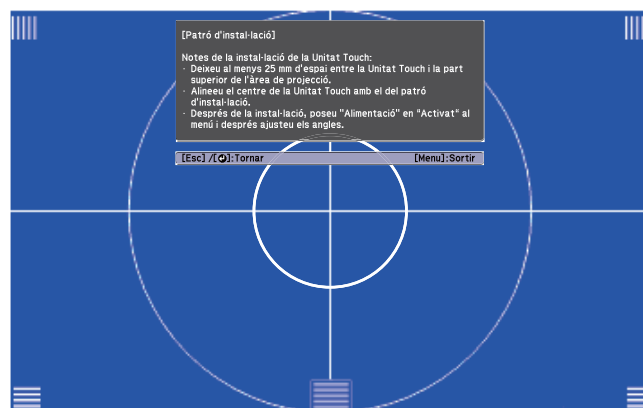 [Patró d'instal·lació]
Notes de la instal·lació de la Unitat Touch:
· Deixeu al menys 25 mm d'espai entre la Unitat Touch i la part
superior de l'àrea de projecció.
· Alineeu el centre de la Unitat Touch amb el del patró
d'instal·lació.
· Després de la instal·lació, poseu "Alimentació" en "Activat" al
menú i després ajusteu els angles.
[Esc] /[⏎]:Tornar [Menu]:Sortir